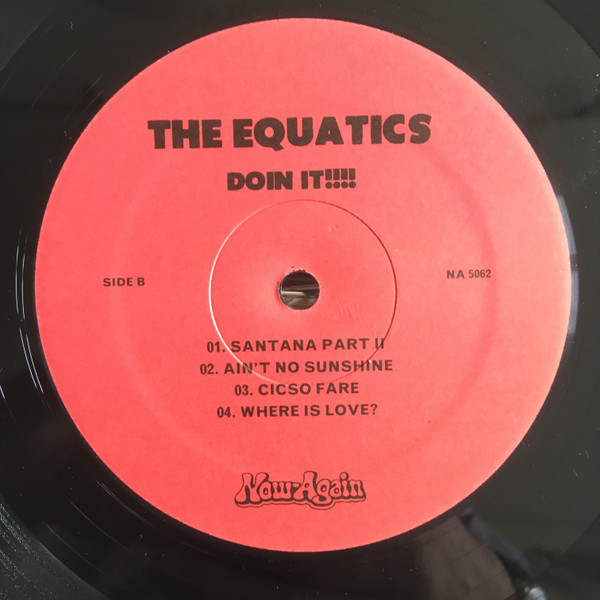 THE EQUATICS
DOIN IT!!!!
SIDE B
NA 5062
01. SANTANA PART II
02. AIN'T NO SUNSHINE
03. CICSO FARE
04. WHERE IS LOVE?
Now-Again